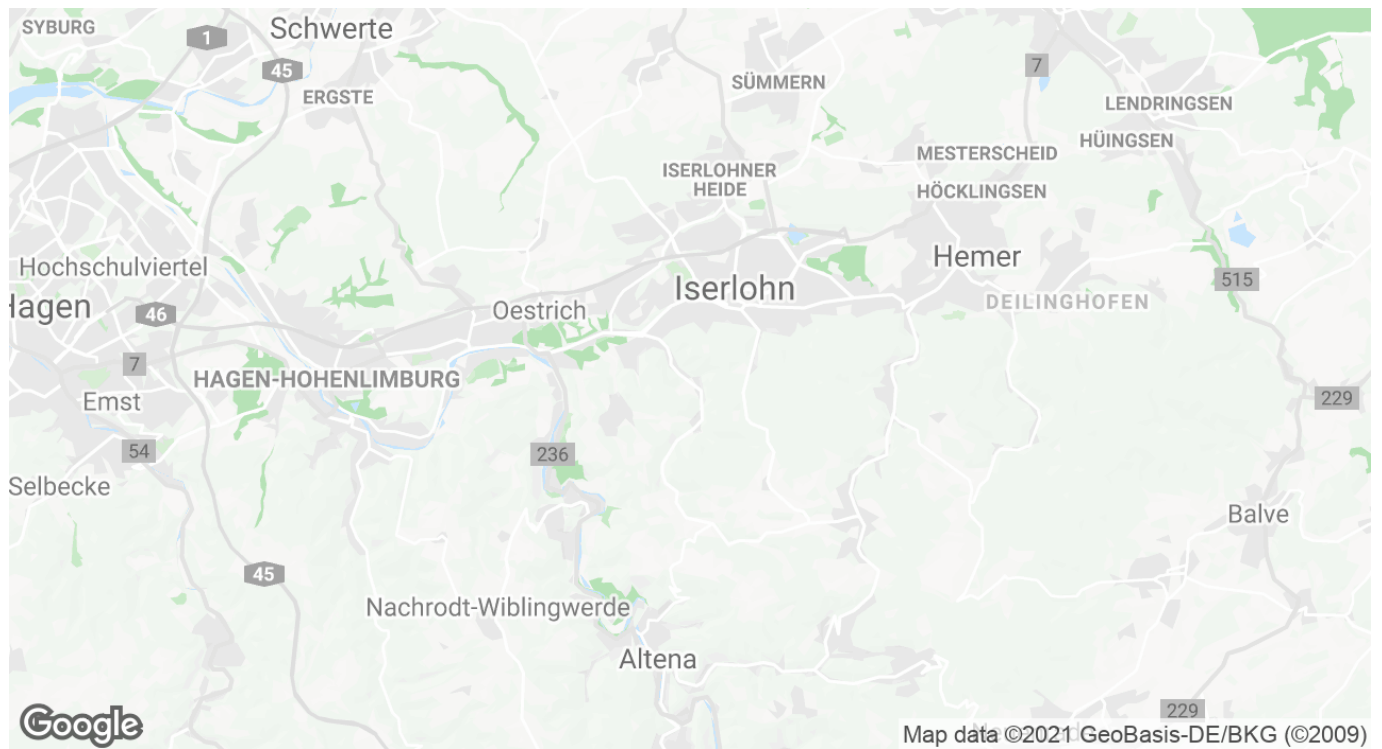 SYBURG
Schwerte
1
45
ERGSTE
SÜMMERN
7
LENDRINGSEN
HÜINGSEN
MESTERSCHEID
ISERLOHNER
HEIDE
HÖCKLINGSEN
Hemer
Hochschulviertel
515
Iserlohn
DEILINGHOFEN
Hagen
46
Oestrich
7
HAGEN-HOHENLIMBURG
229
Emst
54
236
Selbecke
Balve
45
Nachrodt-Wiblingwerde
Altena
229
Google
Map data ©2021 GeoBasis-DE/BKG (©2009)